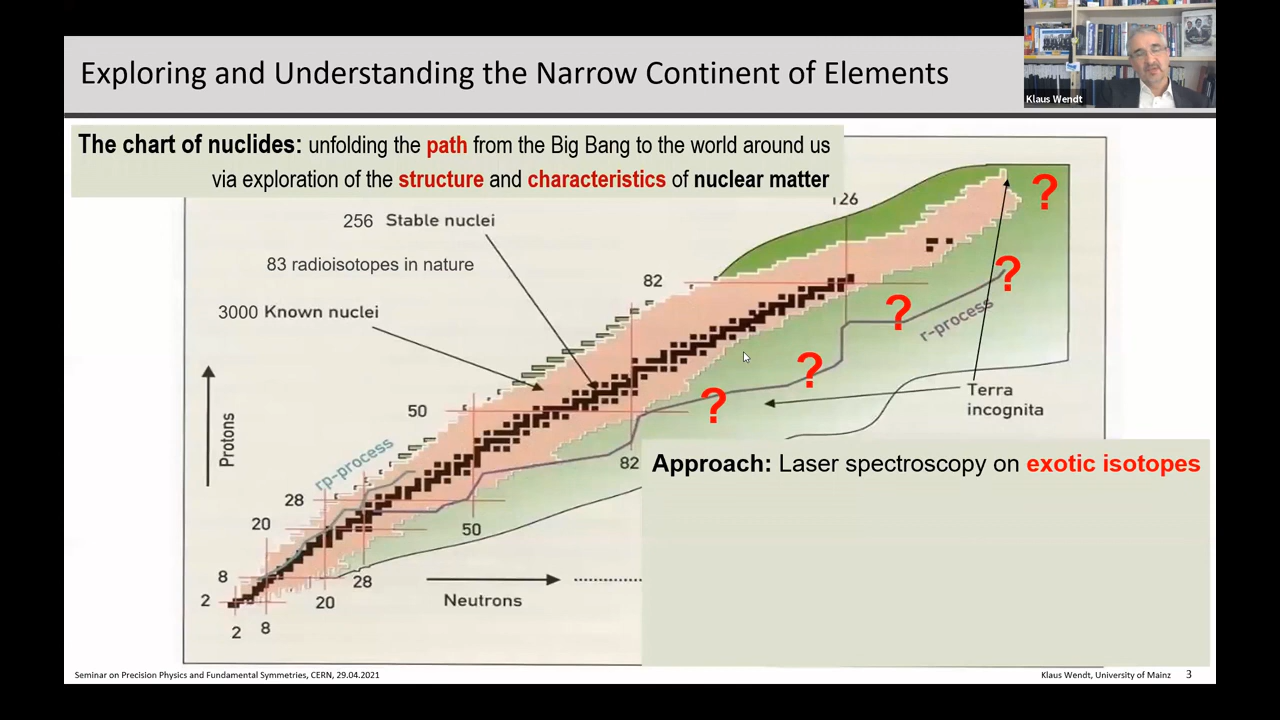 Exploring and Understanding the Narrow Continent of Elements
Klaus Wendt
The chart of nuclides: unfolding the path from the Big Bang to the world around us
via exploration of the structure and characteristics of nuclear matter
126
256 Stable nuclei
83 radioisotopes in nature
3000 Known nuclei
82
50
28
20
8
2
Protons
rp-process
r-process
?
?
?
?
?
Terra
incognita
82
50
28
20
8
2
Neutrons
Approach: Laser spectroscopy on exotic isotopes
Seminar on Precision Physics and Fundamental Symmetries, CERN, 29.04.2021
Klaus Wendt, University of Mainz 3